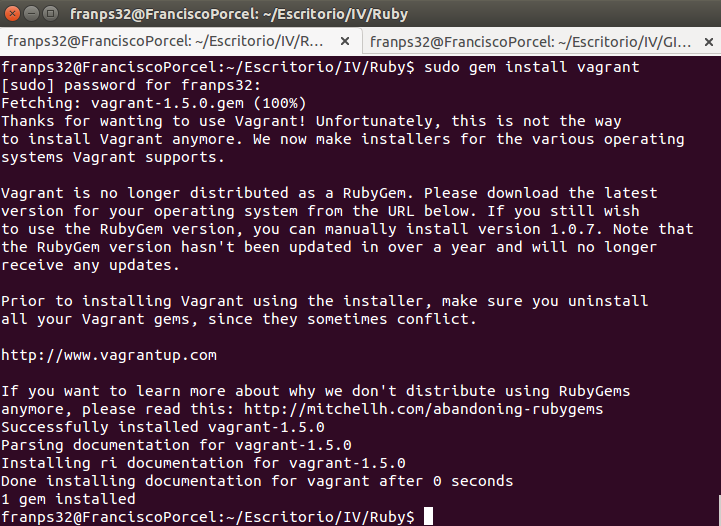 franps32@FranciscoPorcel: ~/Escritorio/IV/Ruby
franps32@FranciscoPorcel: ~/Escritorio/IV/R... × franps32@FranciscoPorcel: ~/Escritorio/IV/GI... ×
franps32@FranciscoPorcel:~/Escritorio/IV/Ruby$ sudo gem install vagrant
[sudo] password for franps32:
Fetching: vagrant-1.5.0.gem (100%)
Thanks for wanting to use Vagrant! Unfortunately, this is not the way
to install Vagrant anymore. We now make installers for the various operating
systems Vagrant supports.

Vagrant is no longer distributed as a RubyGem. Please download the latest
version for your operating system from the URL below. If you still wish
to use the RubyGem version, you can manually install version 1.0.7. Note that
the RubyGem version hasn't been updated in over a year and will no longer
receive any updates.

Prior to installing Vagrant using the installer, make sure you uninstall
all your Vagrant gems, since they sometimes conflict.

http://www.vagrantup.com

If you want to learn more about why we don't distribute using RubyGems
anymore, please read this: http://mitchellh.com/abandoning-rubygems
Successfully installed vagrant-1.5.0
Parsing documentation for vagrant-1.5.0
Installing ri documentation for vagrant-1.5.0
Done installing documentation for vagrant after 0 seconds
1 gem installed
franps32@FranciscoPorcel:~/Escritorio/IV/Ruby$